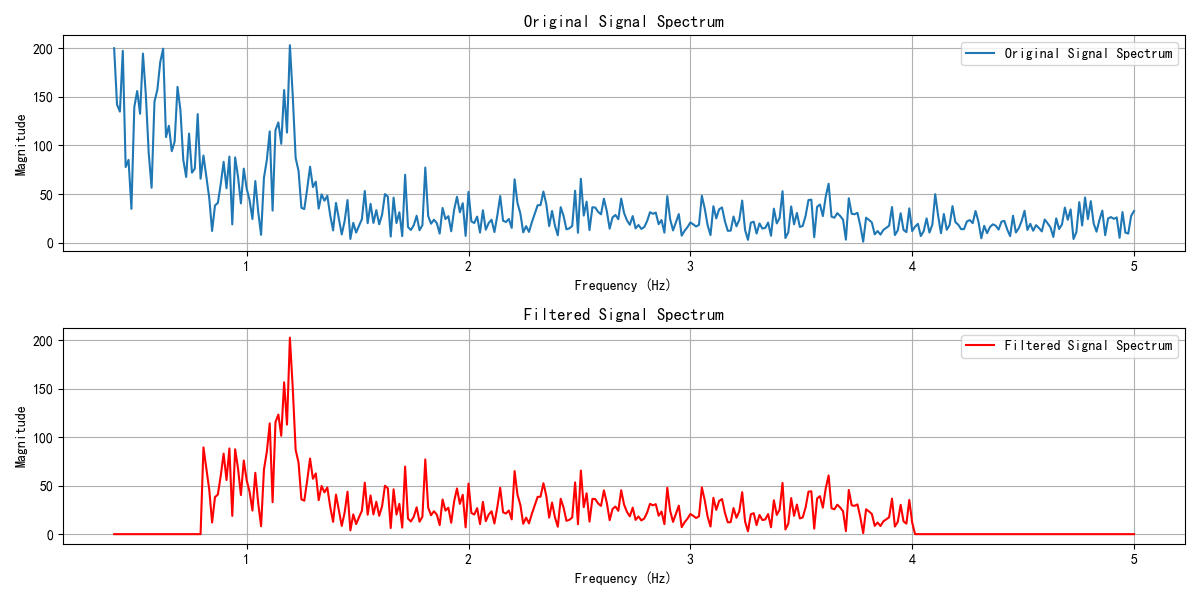 Original Signal Spectrum
Original Signal Spectrum
Magnitude
200
150
100
50
0
1
2
3
4
5
Frequency (Hz)
Filtered Signal Spectrum
Filtered Signal Spectrum
Magnitude
200
150
100
50
0
1
2
3
4
5
Frequency (Hz)